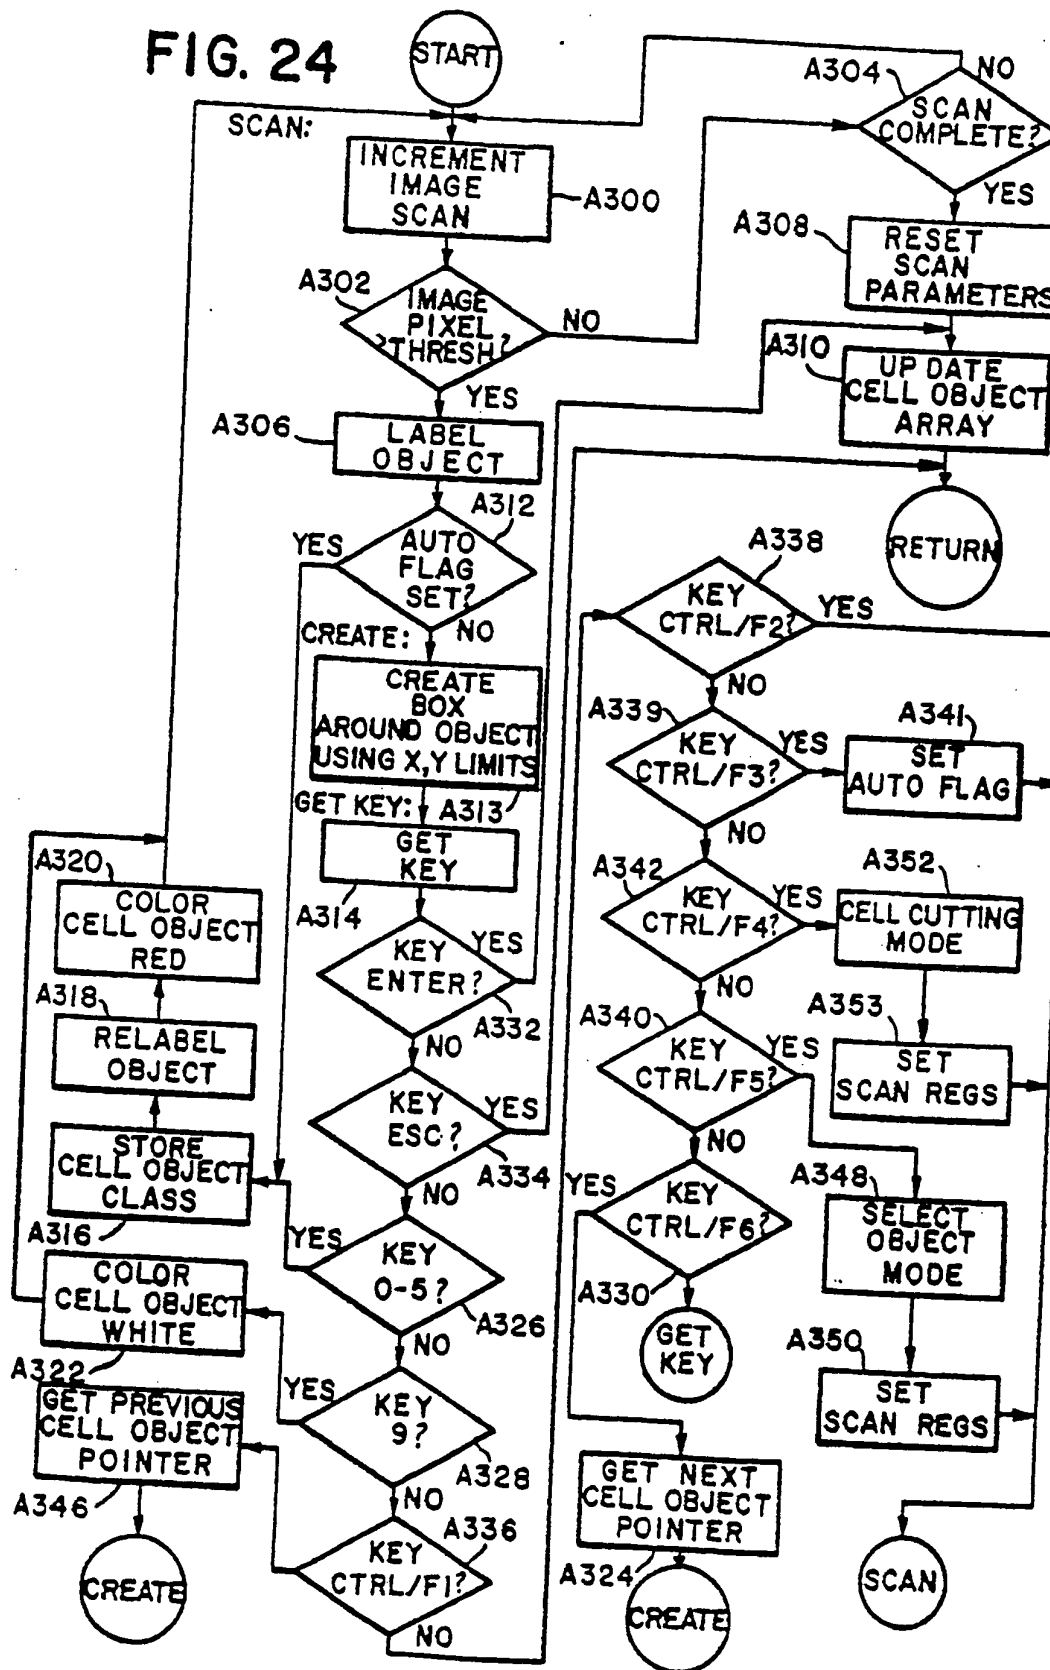 FIG. 24
START
SCAN:
INCREMENT
IMAGE
SCAN
A300
A302
IMAGE
PIXEL
>THRESH?
NO
YES
A304
SCAN
COMPLETE?
NO
YES
A308
RESET
SCAN
PARAMETERS
A310
UP DATE
CELL OBJECT
ARRAY
RETURN
A306
LABEL
OBJECT
A312
AUTO
FLAG
SET?
YES
NO
CREATE:
CREATE
BOX
AROUND OBJECT
USING X,Y LIMITS
A313
GET KEY:
GET
KEY
A314
KEY
ENTER?
YES
A332
NO
KEY
ESC?
YES
A334
NO
KEY
0-5?
YES
A326
NO
KEY
9?
YES
A328
NO
A336
KEY
CTRL/F1?
NO
A320
COLOR
CELL OBJECT
RED
A318
RELABEL
OBJECT
STORE
CELL OBJECT
CLASS
A316
COLOR
CELL OBJECT
WHITE
A322
GET PREVIOUS
CELL OBJECT
POINTER
A346
CREATE
A338
KEY
CTRL/F2?
YES
NO
A339
KEY
CTRL/F3?
YES
NO
A341
SET
AUTO FLAG
A342
KEY
CTRL/F4?
YES
NO
A352
CELL CUTTING
MODE
A353
SET
SCAN REGS
A340
KEY
CTRL/F5?
YES
NO
A348
SELECT
OBJECT
MODE
A350
SET
SCAN REGS
SCAN
YES
KEY
CTRL/F6?
A330
GET
KEY
GET NEXT
CELL OBJECT
POINTER
A324
CREATE